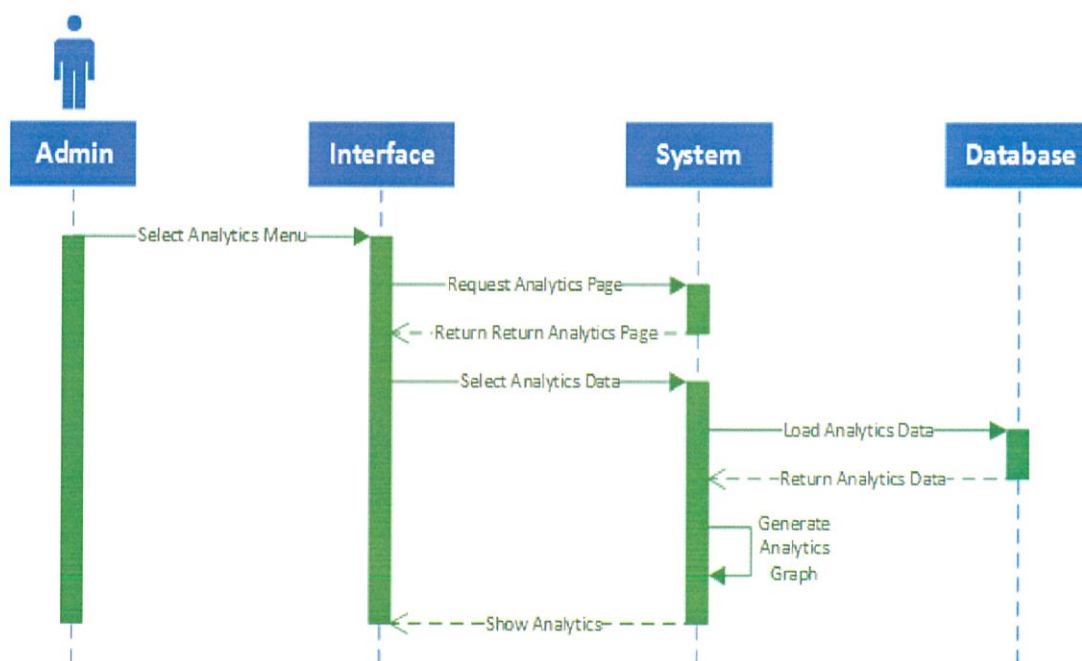 Admin
Interface
System
Database
Select Analytics Menu
Request Analytics Page
Return Return Analytics Page
Select Analytics Data
Load Analytics Data
Return Analytics Data
Generate
Analytics
Graph
Show Analytics